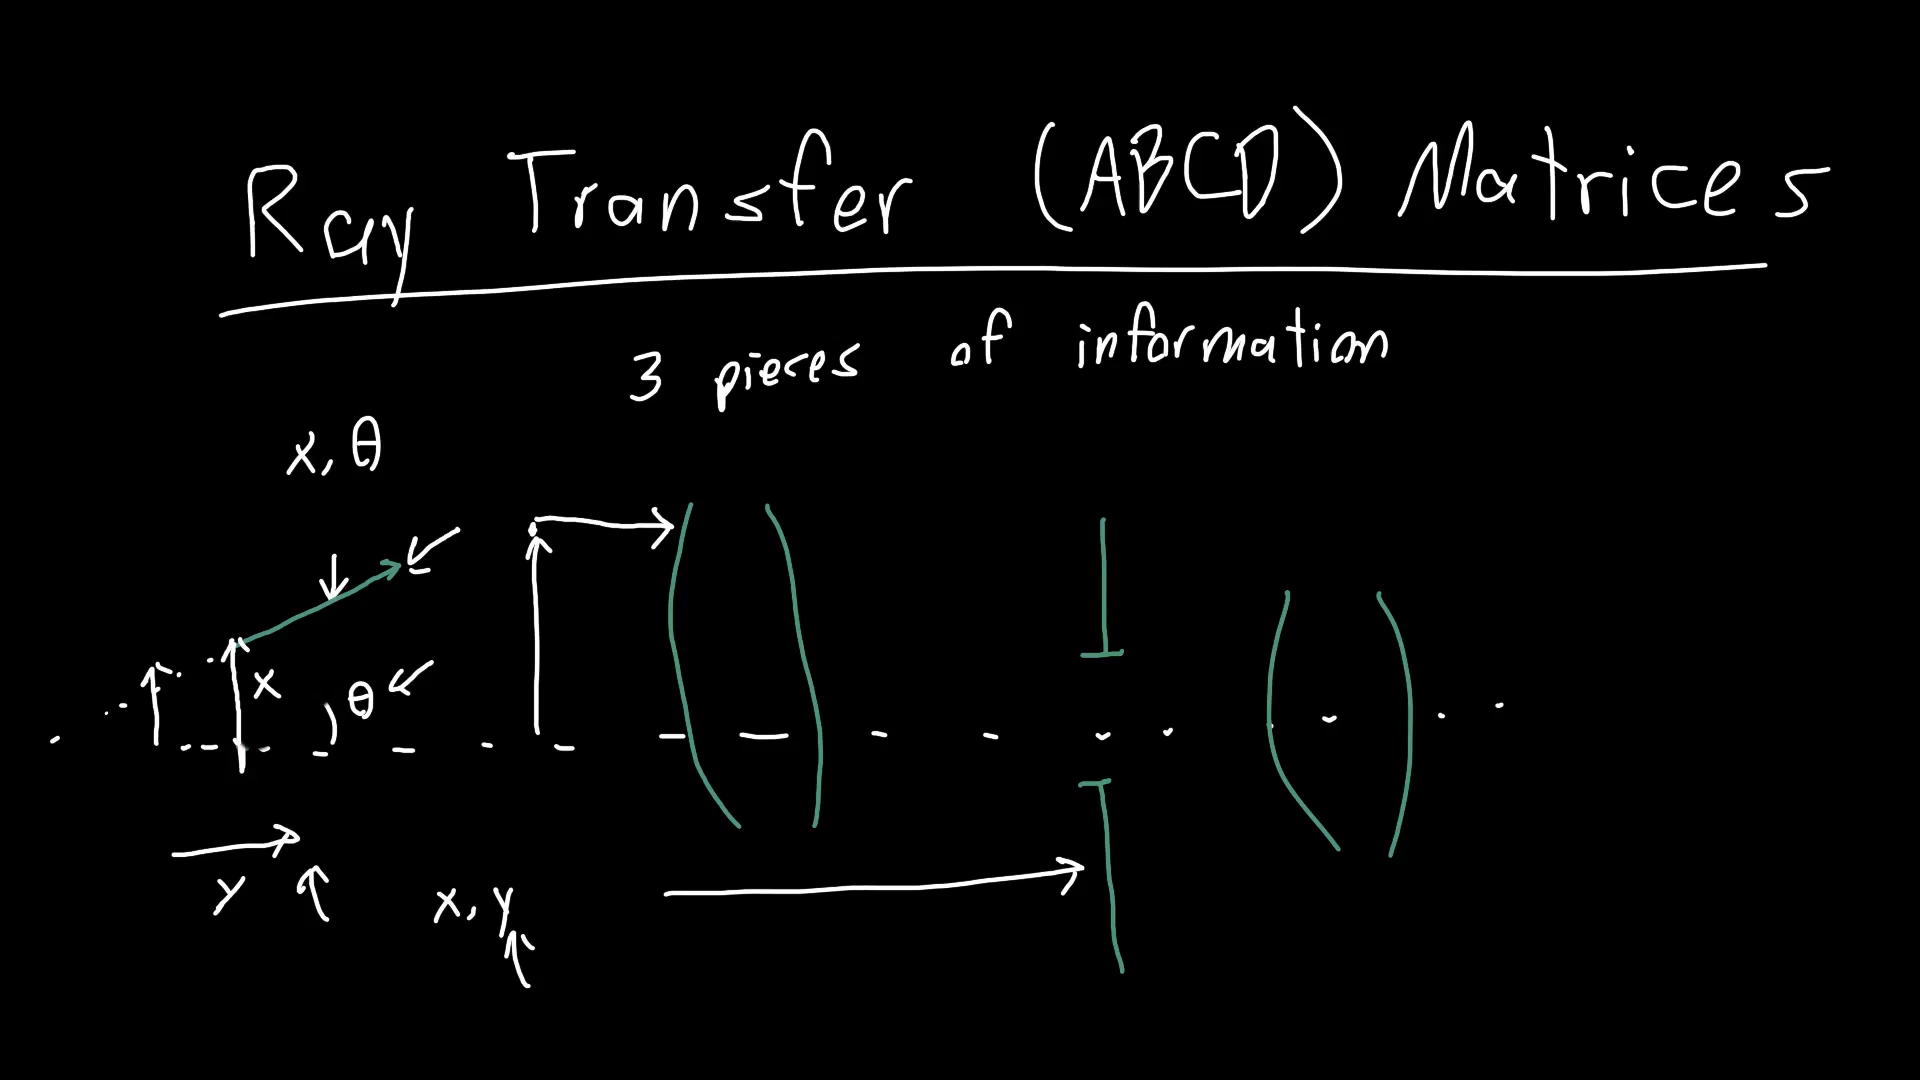 Ray Transfer (ABCD) Matrices
3 pieces of information
x, θ
x
θ
y
x, y